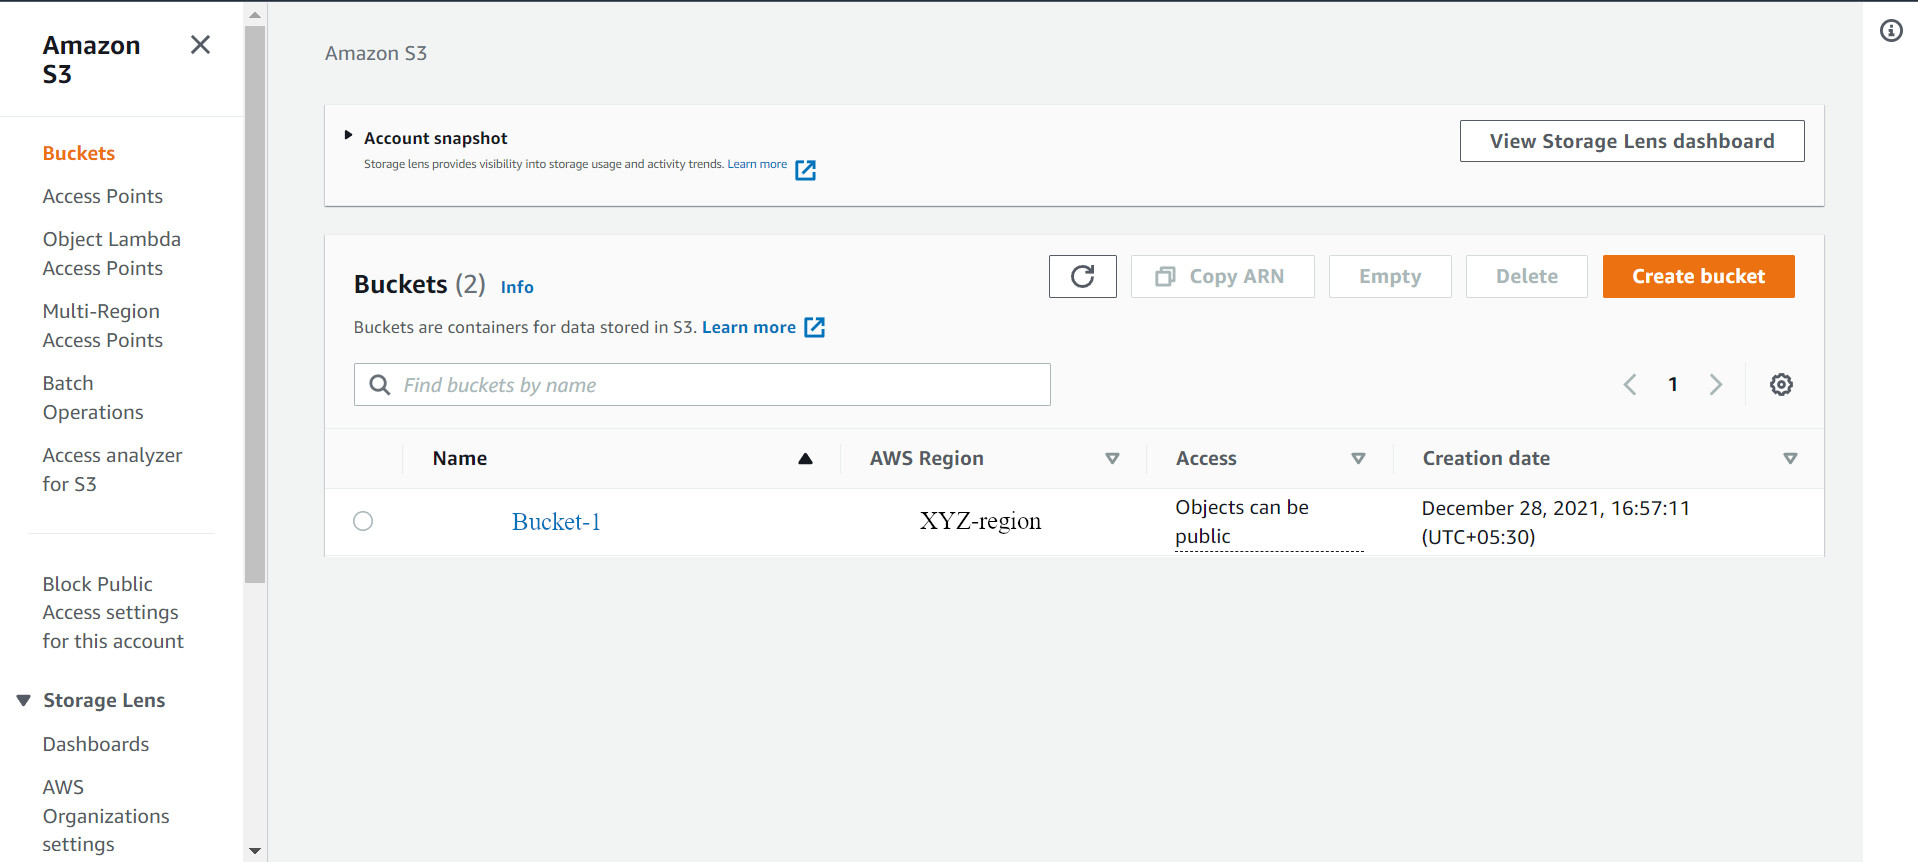 Amazon
S3
Buckets
Access Points
Object Lambda
Access Points
Multi-Region
Access Points
Batch
Operations
Access analyzer
for S3
Block Public
Access settings
for this account
Storage Lens
Dashboards
AWS
Organizations
settings
Amazon S3
Account snapshot
Storage lens provides visibility into storage usage and activity trends. Learn more
View Storage Lens dashboard
Buckets (2) Info
Copy ARN
Empty
Delete
Create bucket
Buckets are containers for data stored in S3. Learn more
Find buckets by name
1
Name AWS Region Access Creation date
Bucket-1
XYZ-region
Objects can be
public
December 28, 2021, 16:57:11
(UTC+05:30)